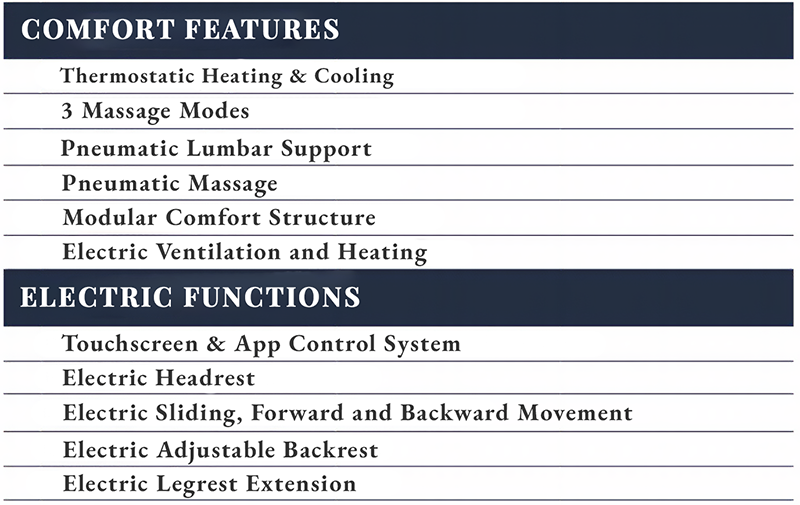 COMFORT FEATURES
Thermostatic Heating & Cooling
3 Massage Modes
Pneumatic Lumbar Support
Pneumatic Massage
Modular Comfort Structure
Electric Ventilation and Heating
ELECTRIC FUNCTIONS
Touchscreen & App Control System
Electric Headrest
Electric Sliding, Forward and Backward Movement
Electric Adjustable Backrest
Electric Legrest Extension